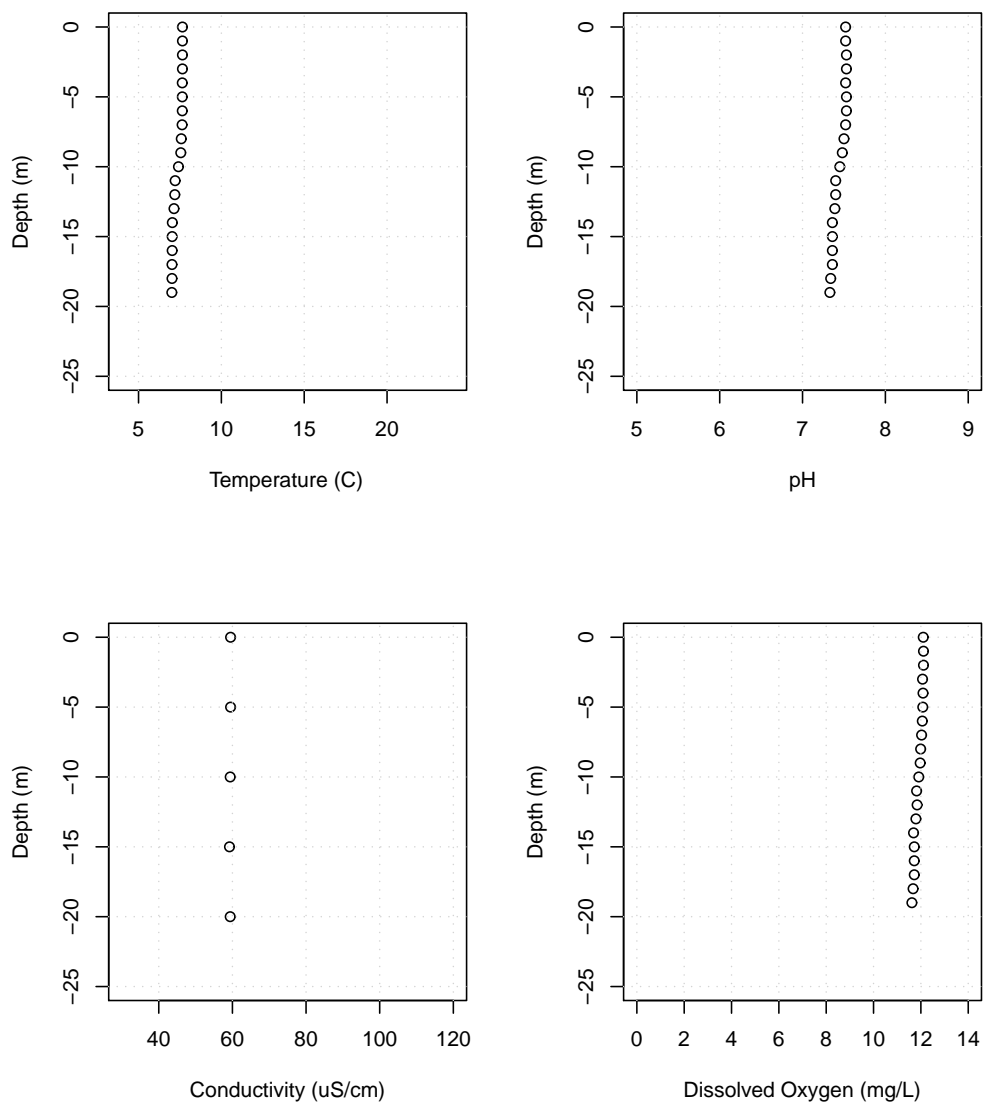 0
−5
−10
−15
−20
−25
Depth (m)
5 10 15 20
Temperature (C)
0
−5
−10
−15
−20
−25
Depth (m)
5 6 7 8 9
pH
0
−5
−10
−15
−20
−25
Depth (m)
40 60 80 100 120
Conductivity (uS/cm)
0
−5
−10
−15
−20
−25
Depth (m)
0 2 4 6 8 10 12 14
Dissolved Oxygen (mg/L)